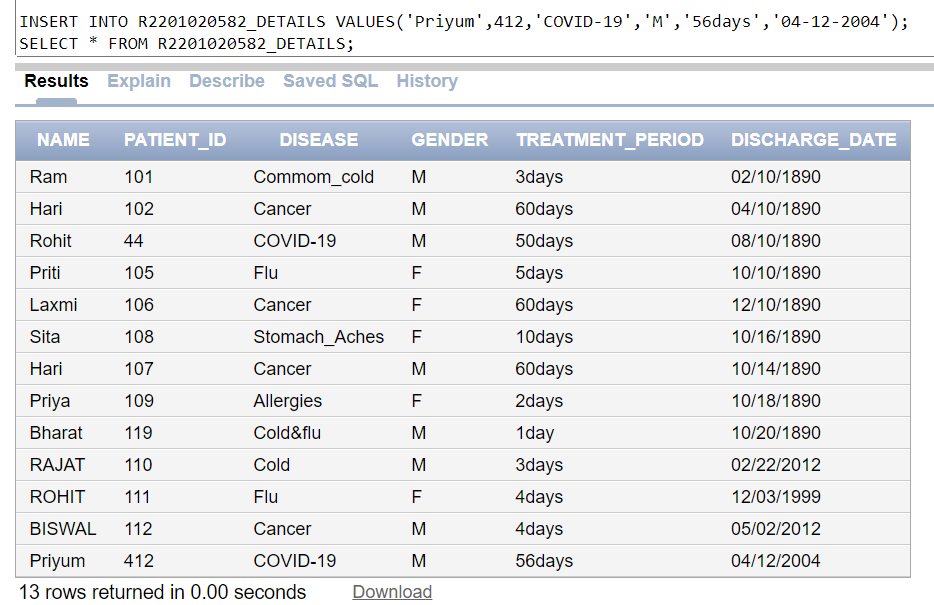 INSERT INTO R2201020582_DETAILS VALUES('Priyum',412,'COVID-19','M','56days','04-12-2004');
SELECT * FROM R2201020582_DETAILS;
Results Explain Describe Saved SQL History
NAME PATIENT_ID DISEASE GENDER TREATMENT_PERIOD DISCHARGE_DATE
Ram 101 Commom_cold M 3days 02/10/1890
Hari 102 Cancer M 60days 04/10/1890
Rohit 44 COVID-19 M 50days 08/10/1890
Priti 105 Flu F 5days 10/10/1890
Laxmi 106 Cancer F 60days 12/10/1890
Sita 108 Stomach_Aches F 10days 10/16/1890
Hari 107 Cancer M 60days 10/14/1890
Priya 109 Allergies F 2days 10/18/1890
Bharat 119 Cold&flu M 1day 10/20/1890
RAJAT 110 Cold M 3days 02/22/2012
ROHIT 111 Flu F 4days 12/03/1999
BISWAL 112 Cancer M 4days 05/02/2012
Priyum 412 COVID-19 M 56days 04/12/2004
13 rows returned in 0.00 seconds Download